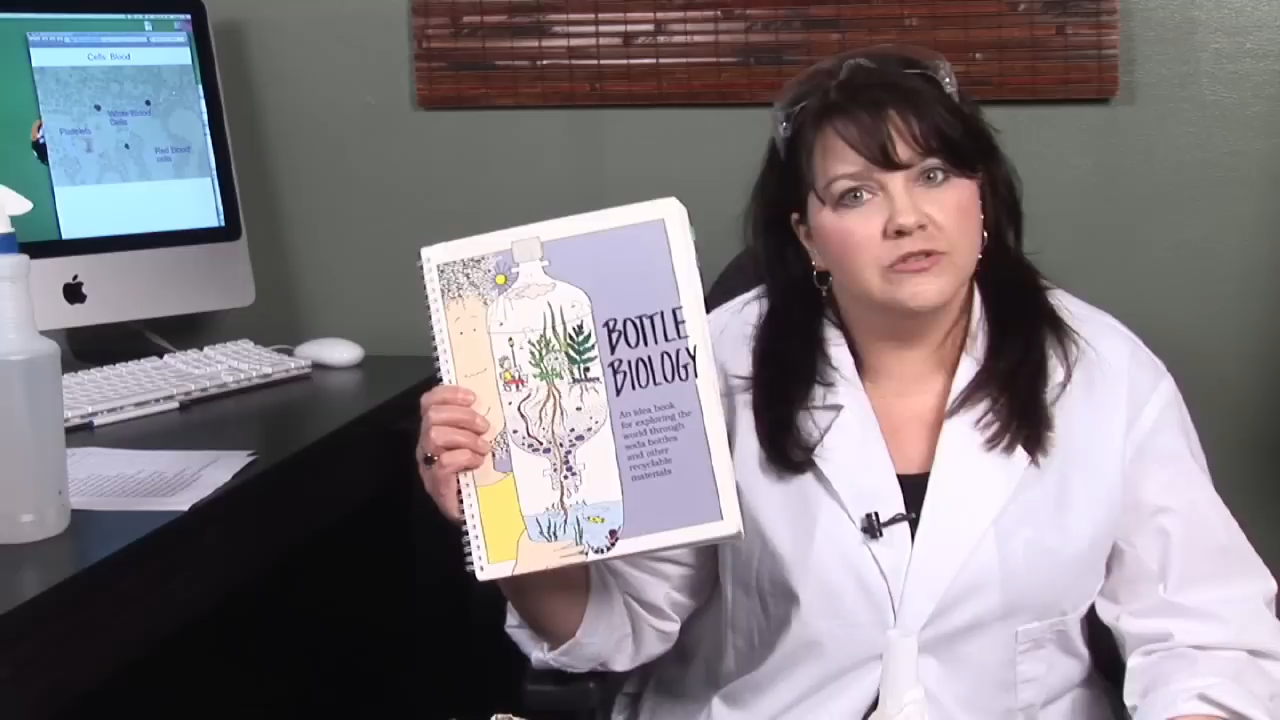 Cells: Blood
White Blood
Cells
Platelets
Red Blood
cells
BOTTLE
BIOLOGY
An idea book
for exploring the
world through
soda bottles
and other
recyclable
materials